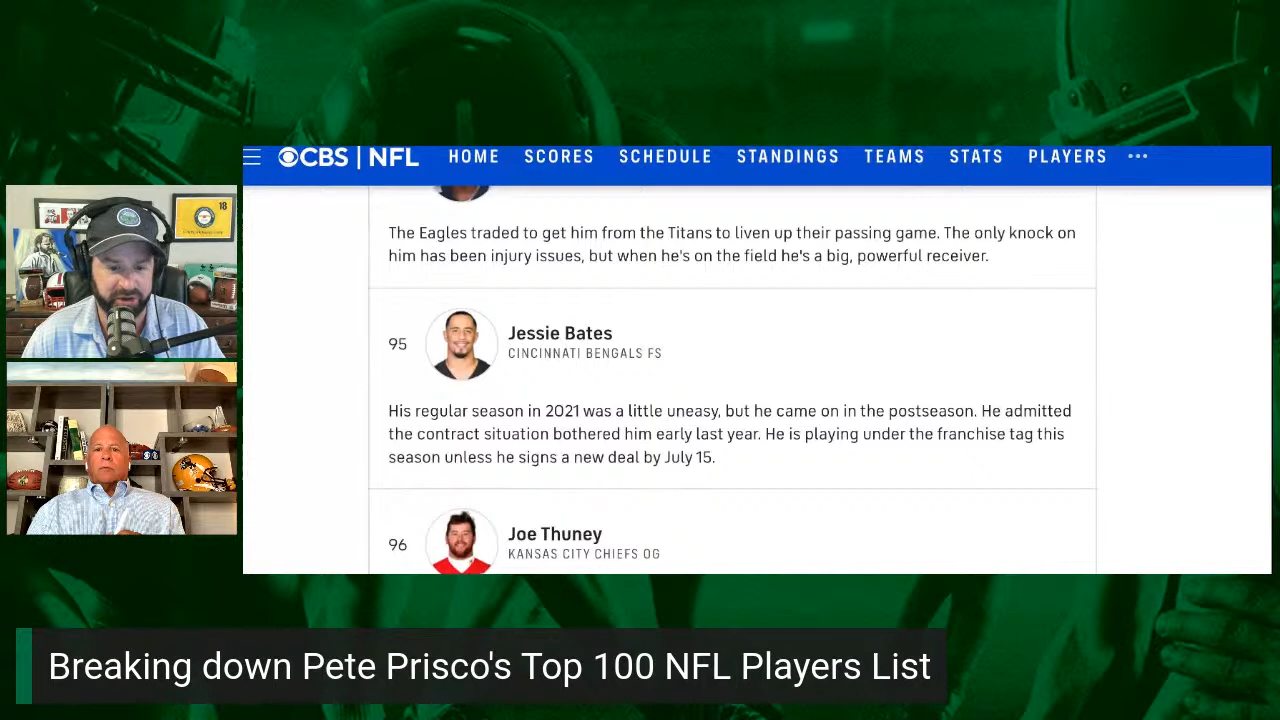 CBS | NFL HOME SCORES SCHEDULE STANDINGS TEAMS STATS PLAYERS •••
The Eagles traded to get him from the Titans to liven up their passing game. The only knock on
him has been injury issues, but when he's on the field he's a big, powerful receiver.
95
Jessie Bates
CINCINNATI BENGALS FS
His regular season in 2021 was a little uneasy, but he came on in the postseason. He admitted
the contract situation bothered him early last year. He is playing under the franchise tag this
season unless he signs a new deal by July 15.
96
Joe Thuney
KANSAS CITY CHIEFS OG
18
Breaking down Pete Prisco's Top 100 NFL Players List